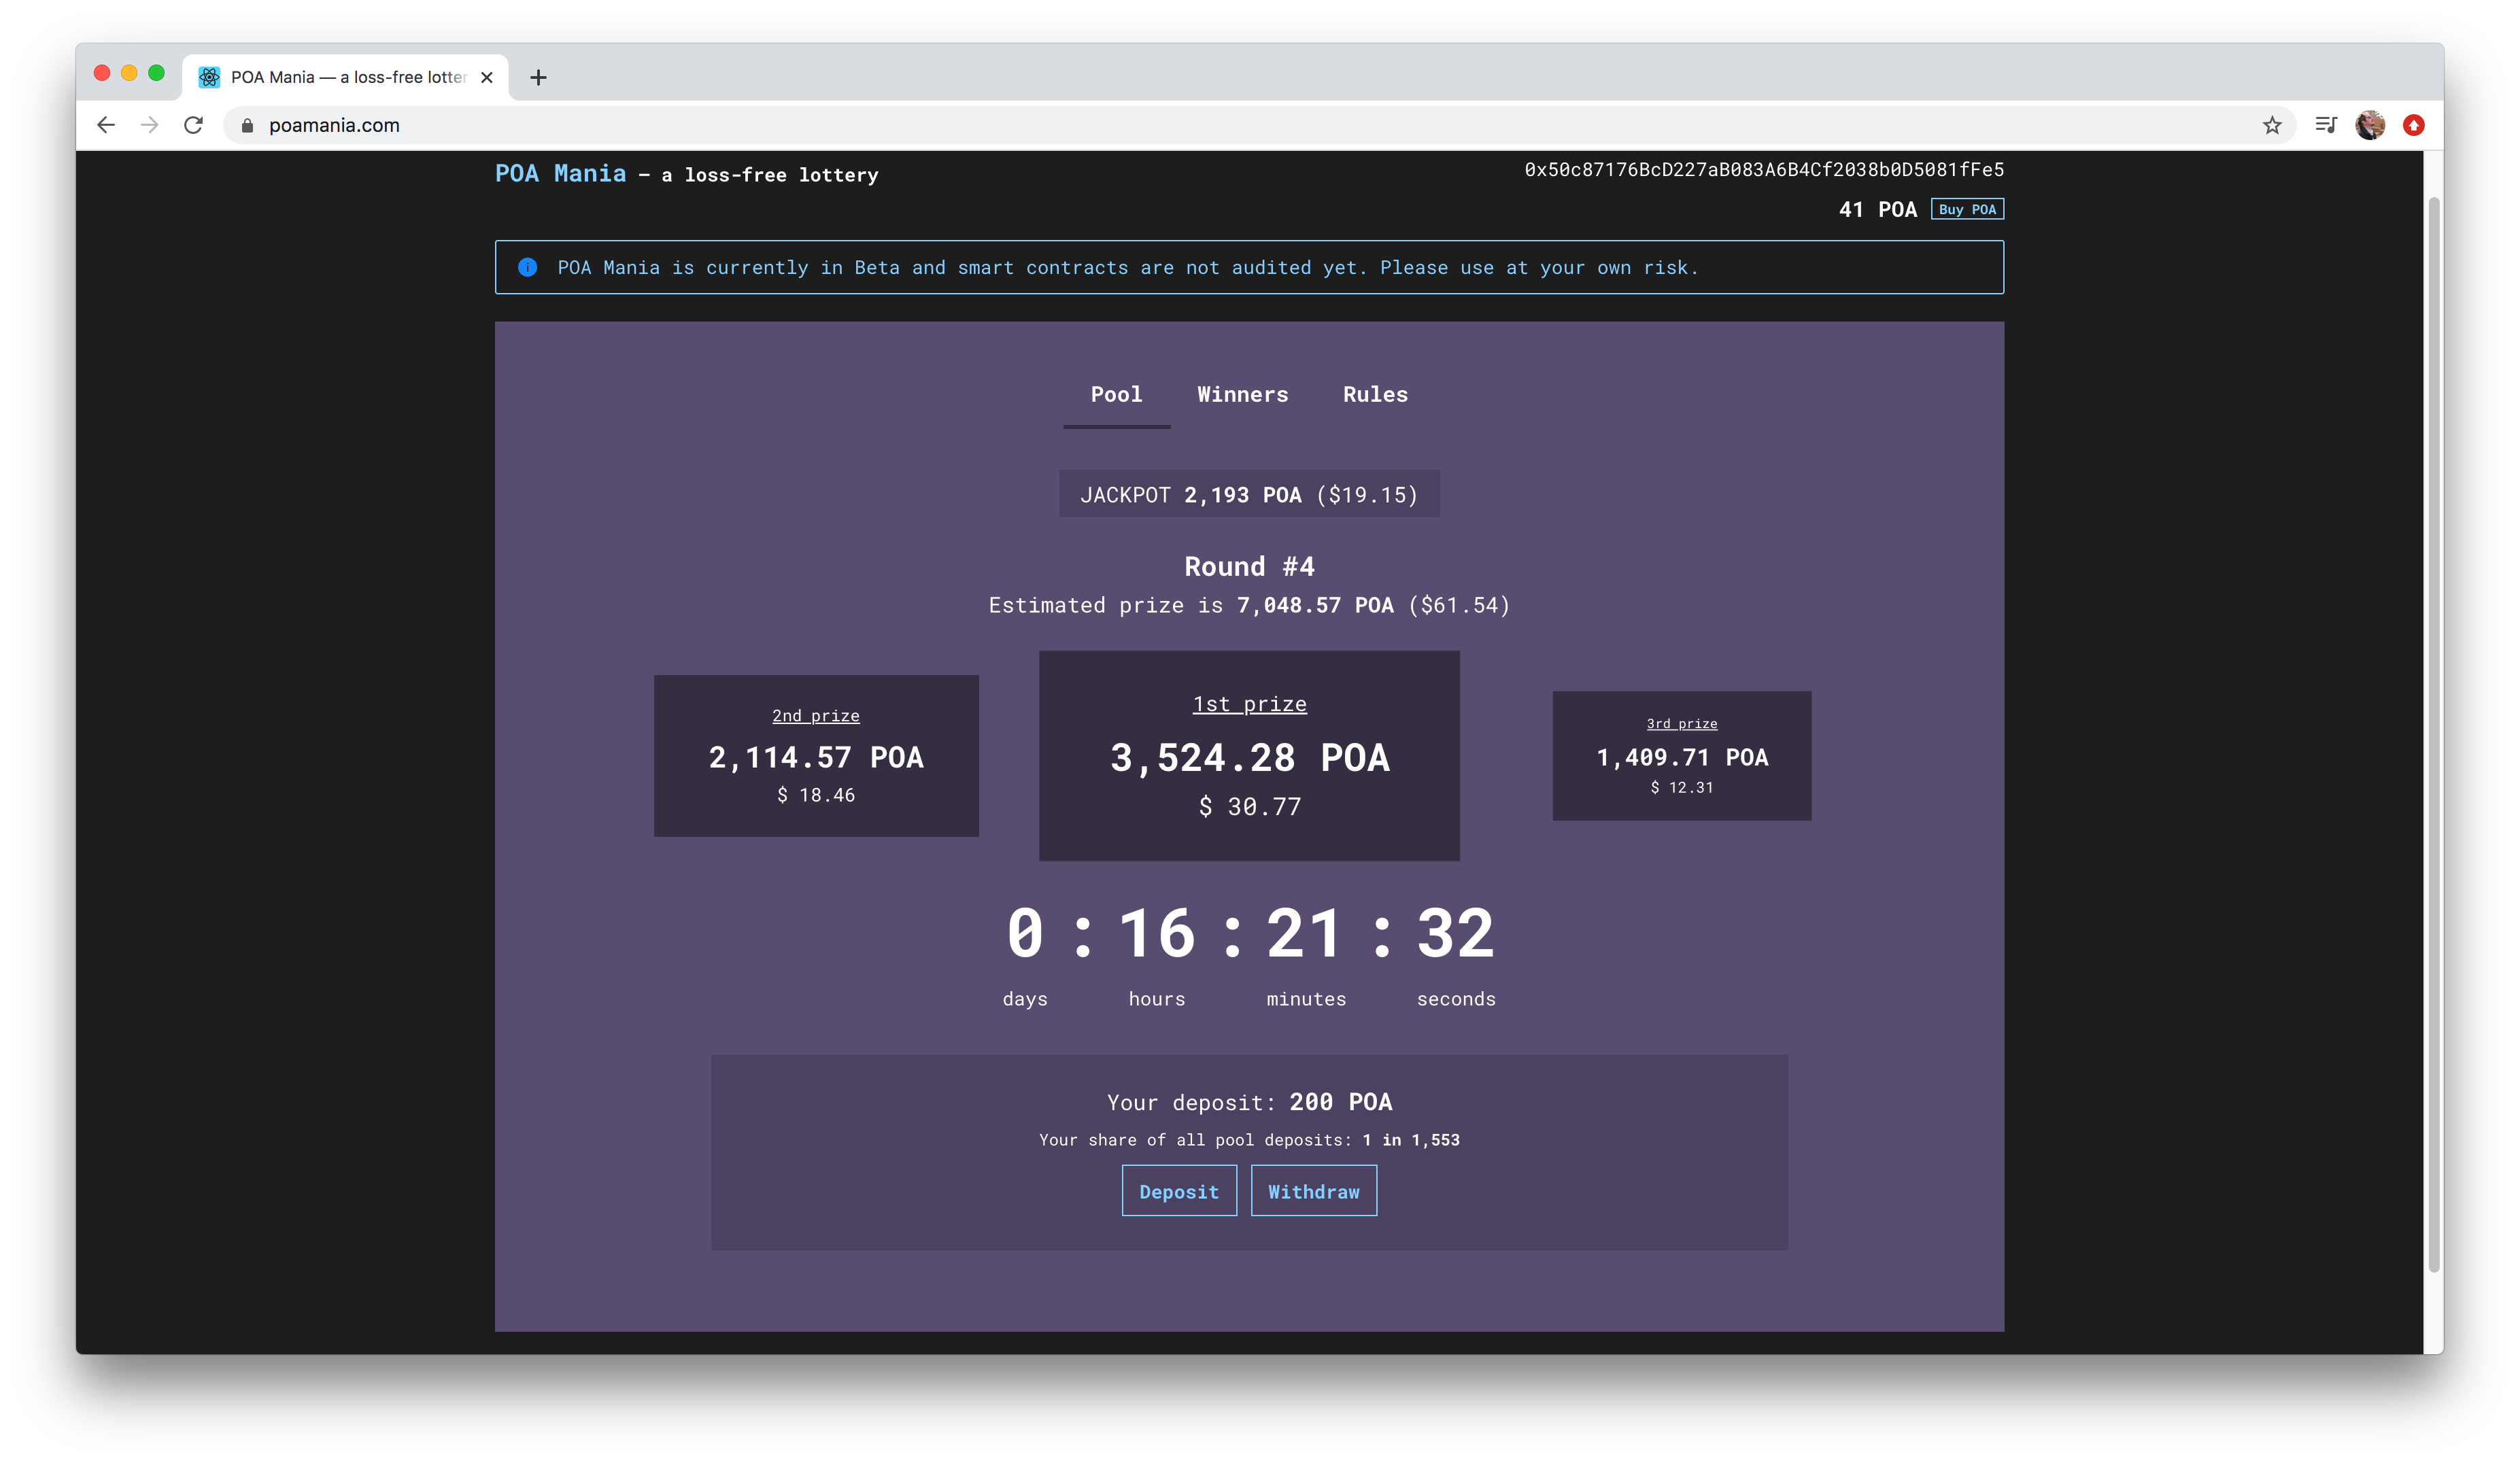 POA Mania — a loss-free lotter
poamania.com
POA Mania — a loss-free lottery
0x50c87176BcD227aB083A6B4Cf2038b0D5081fFe5
41 POA Buy POA
POA Mania is currently in Beta and smart contracts are not audited yet. Please use at your own risk.
Pool Winners Rules
JACKPOT 2,193 POA ($19.15)
Round #4
Estimated prize is 7,048.57 POA ($61.54)
2nd prize
2,114.57 POA
$ 18.46
1st prize
3,524.28 POA
$ 30.77
3rd prize
1,409.71 POA
$ 12.31
0 : 16 : 21 : 32
days hours minutes seconds
Your deposit: 200 POA
Your share of all pool deposits: 1 in 1,553
Deposit Withdraw